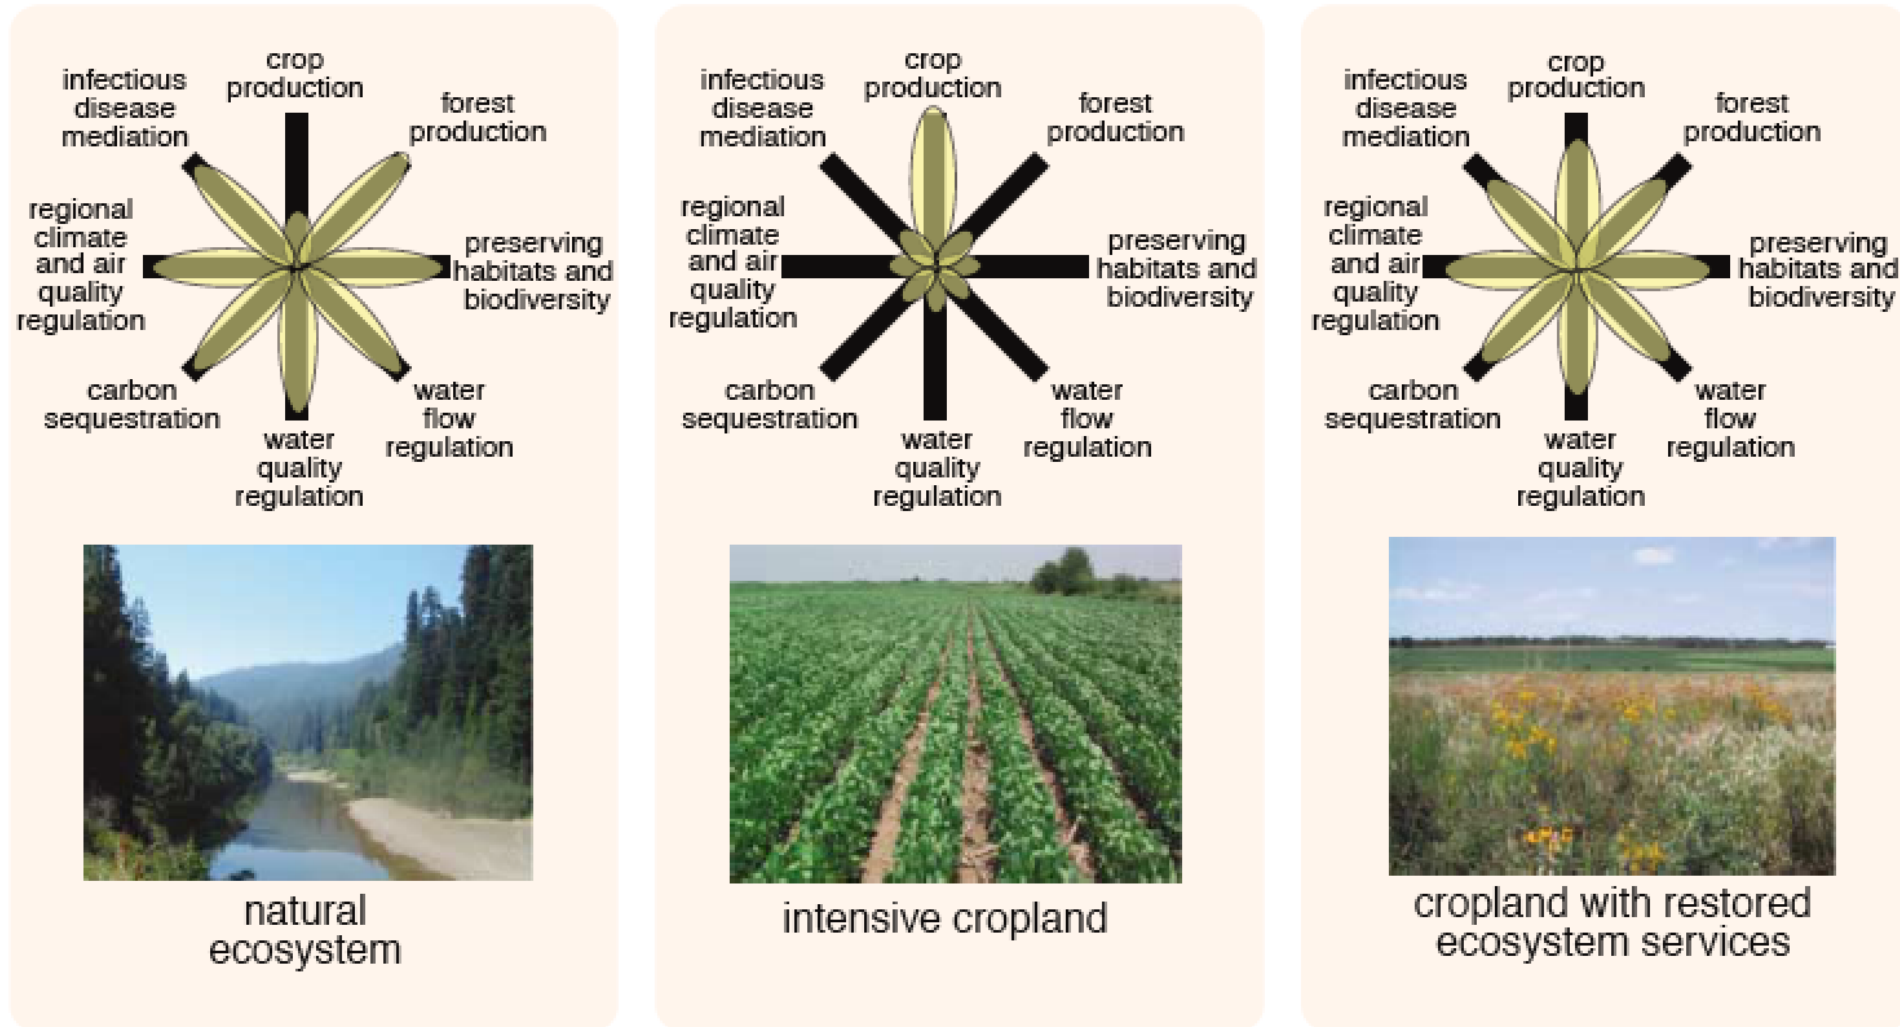 crop
production
forest
production
preserving
habitats and
biodiversity
water
flow
regulation
water
quality
regulation
carbon
sequestration
regional
climate
and air
quality
regulation
infectious
disease
mediation
natural
ecosystem
crop
production
forest
production
preserving
habitats and
biodiversity
water
flow
regulation
water
quality
regulation
carbon
sequestration
regional
climate
and air
quality
regulation
infectious
disease
mediation
intensive cropland
crop
production
forest
production
preserving
habitats and
biodiversity
water
flow
regulation
water
quality
regulation
carbon
sequestration
regional
climate
and air
quality
regulation
infectious
disease
mediation
cropland with restored
ecosystem services